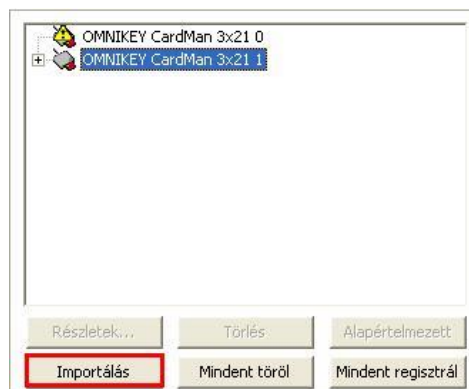 OMNIKEY CardMan 3x21 0
OMNIKEY CardMan 3x21 1
Részletek... Törlés Alapértelmezett
Importálás Mindent töröl Mindent regisztrál